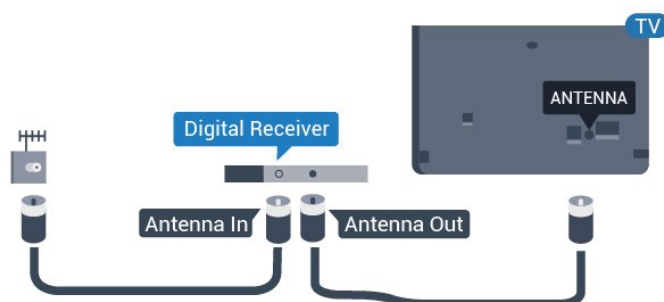 TV
ANTENNA
Digital Receiver
Antenna In
Antenna Out